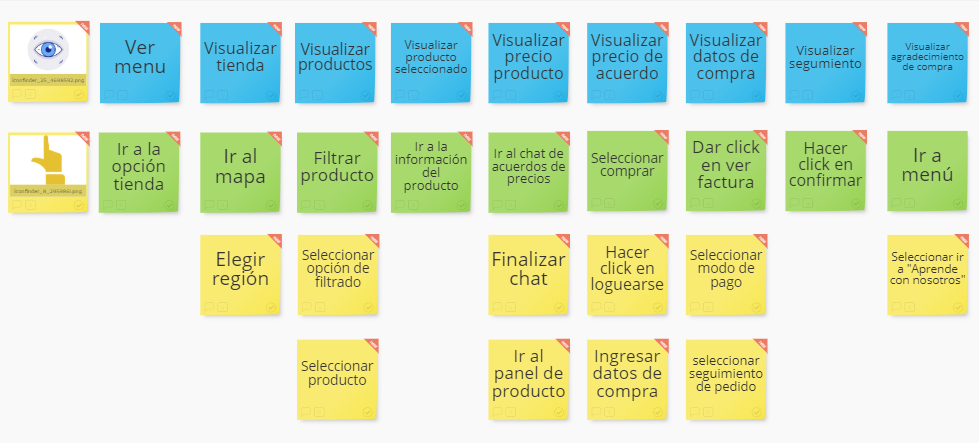 Ver
menu
Visualizar
tienda
Visualizar
productos
Visualizar
producto
seleccionado
Visualizar
precio
producto
Visualizar
precio de
acuerdo
Visualizar
datos de
compra
Visualizar
segumiento
Visualizar
agradecimiento
de compra
Ir a la
opción
tienda
Ir al
mapa
Filtrar
producto
Ir a la
información
del
producto
Ir al chat de
acuerdos de
precios
Seleccionar
comprar
Dar click
en ver
factura
Hacer
click en
confirmar
Ir a
menú
Elegir
región
Seleccionar
opción de
filtrado
Finalizar
chat
Hacer
click en
loguearse
Seleccionar
modo de
pago
Seleccionar ir
a "Aprende
con nosotros"
Seleccionar
producto
Ir al
panel de
producto
Ingresar
datos de
compra
seleccionar
seguimiento
de pedido